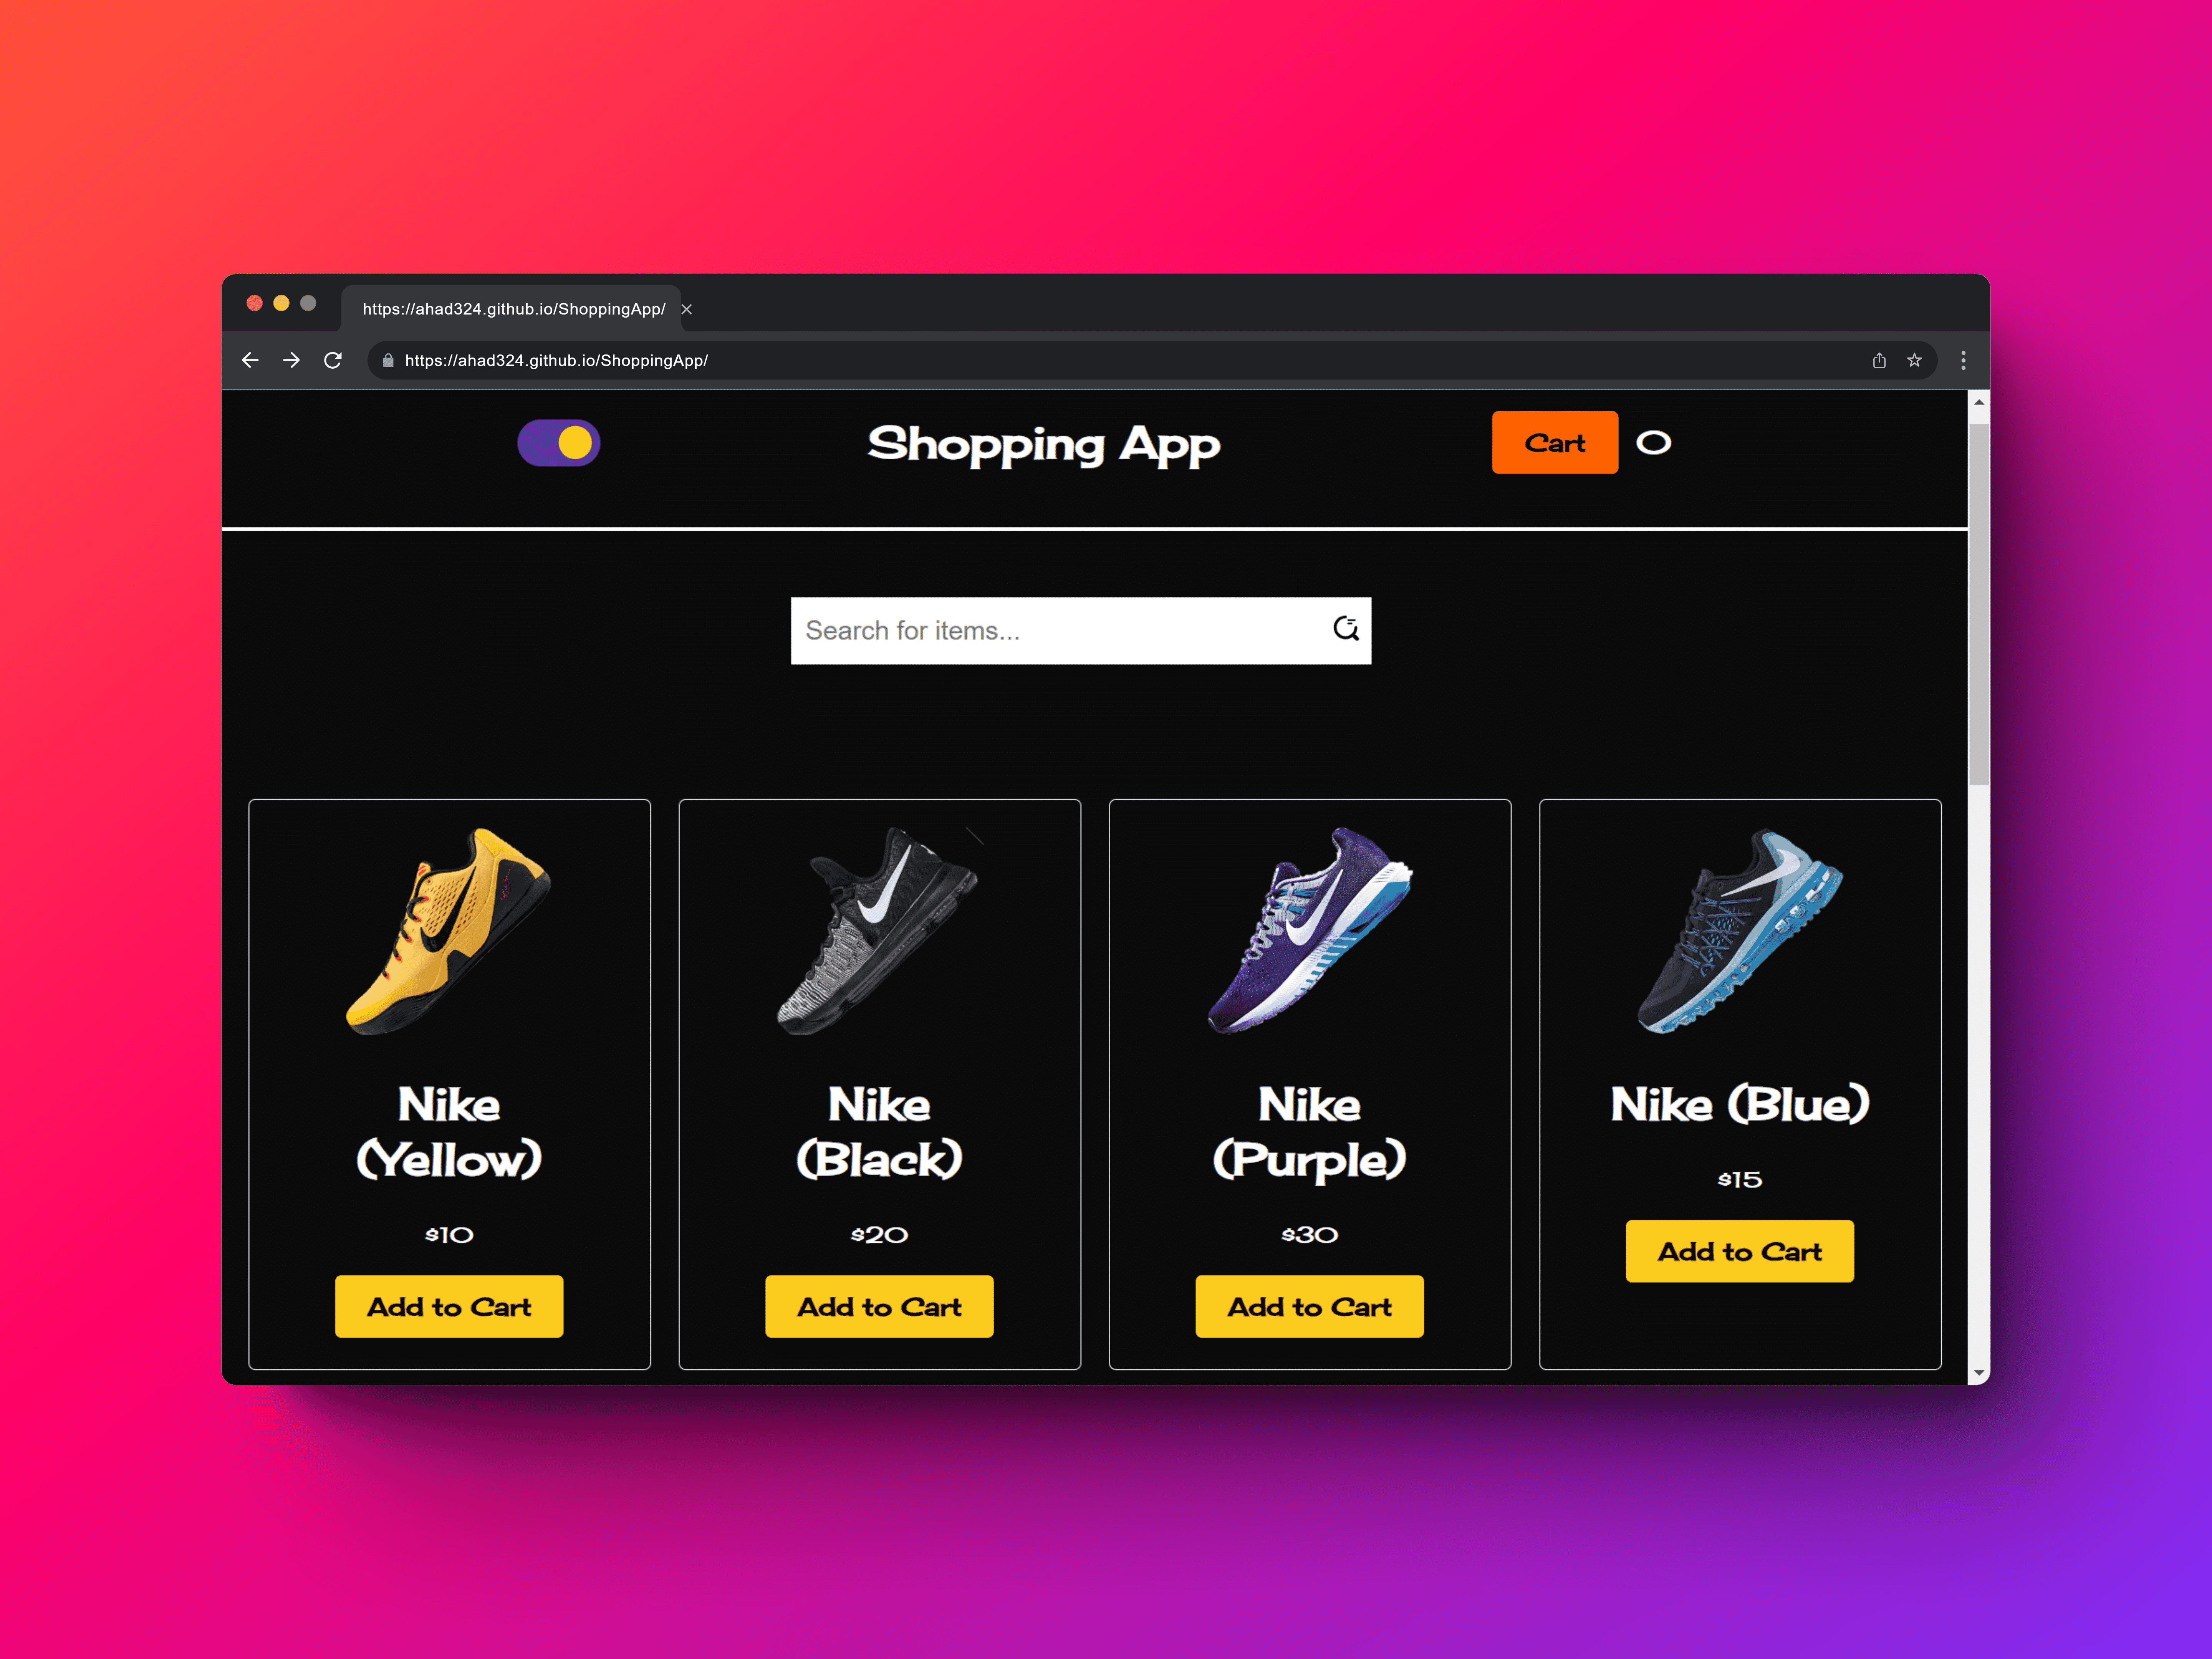 https://ahad324.github.io/ShoppingApp/
https://ahad324.github.io/ShoppingApp/
Shopping App
Cart 0
Search for items...
Nike
(Yellow)
$10
Add to Cart
Nike
(Black)
$20
Add to Cart
Nike
(Purple)
$30
Add to Cart
Nike (Blue)
$15
Add to Cart